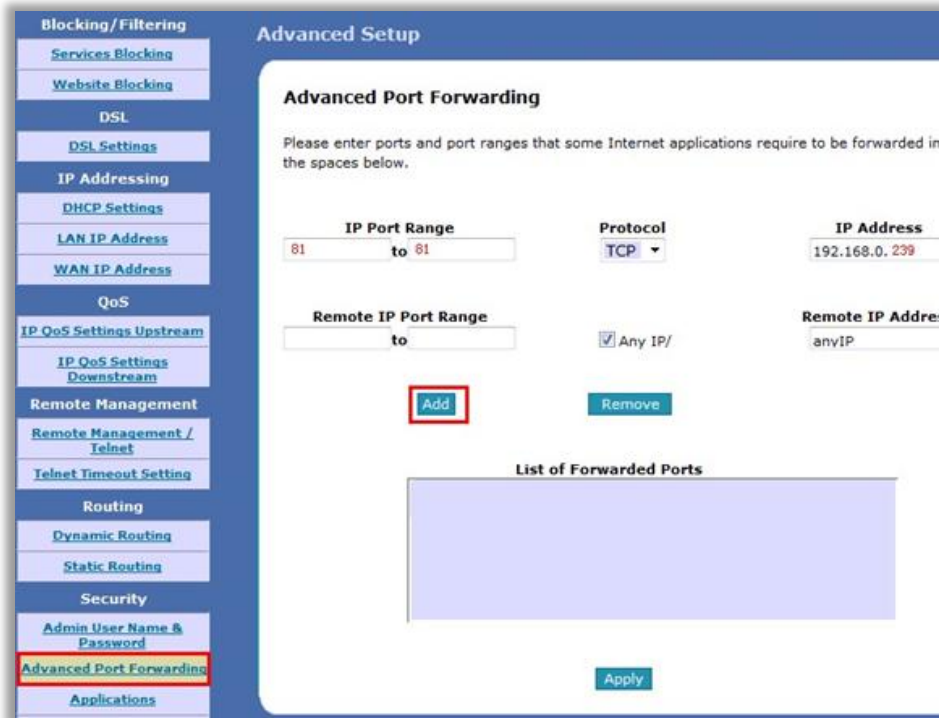 Blocking/Filtering
Services Blocking
Website Blocking
DSL
DSL Settings
IP Addressing
DHCP Settings
LAN IP Address
WAN IP Address
QoS
IP QoS Settings Upstream
IP QoS Settings
Downstream
Remote Management
Remote Management /
Telnet
Telnet Timeout Setting
Routing
Dynamic Routing
Static Routing
Security
Admin User Name &
Password
Advanced Port Forwarding
Applications
Advanced Setup
Advanced Port Forwarding
Please enter ports and port ranges that some Internet applications require to be forwarded in
the spaces below.
IP Port Range Protocol IP Address
81 to 81 TCP 192.168.0. 239
Remote IP Port Range Remote IP Addres
to Any IP/ anyIP
Add Remove
List of Forwarded Ports
Apply